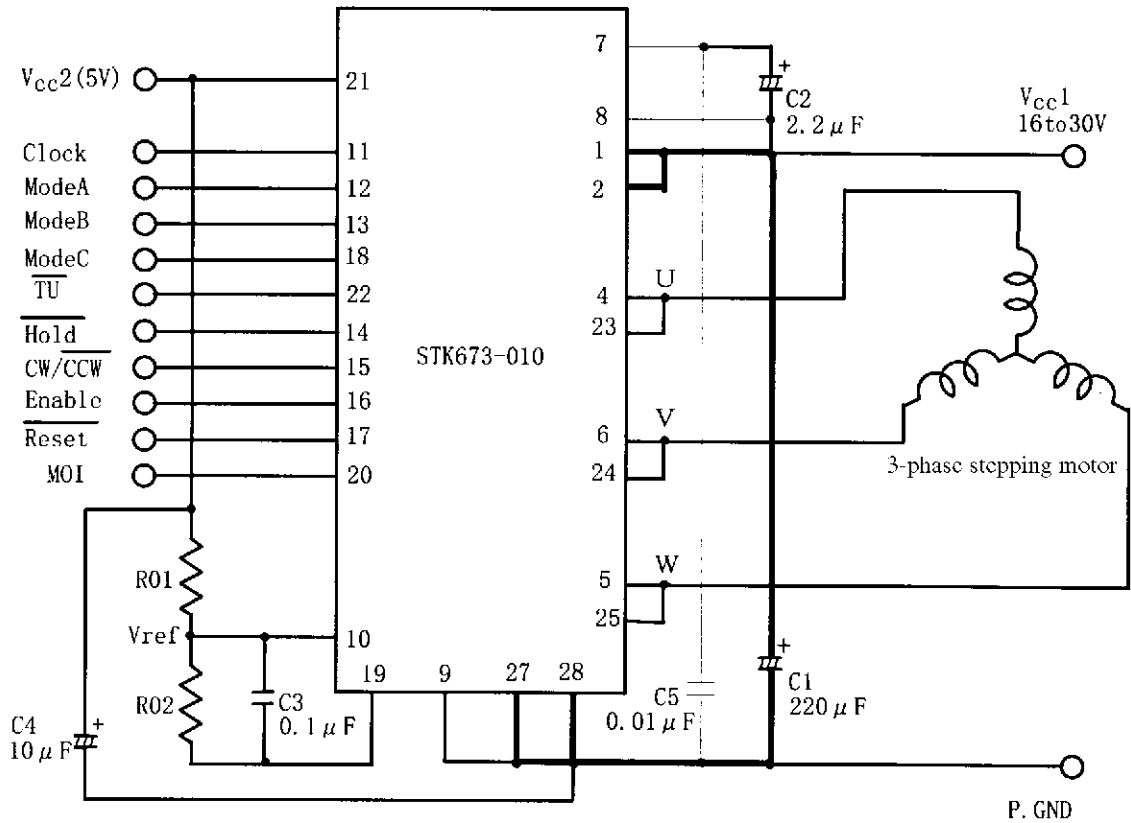 Vcc2(5V)
Clock
ModeA
ModeB
ModeC
TU
Hold
CW/CCW
Enable
Reset
MOI
21
11
12
13
18
22
14
15
16
17
20
10
19
9
27
28
STK673-010
7
8
1
2
4
23
6
24
5
25
+
C2
2.2μF
Vcc1
16to30V
U
V
W
3-phase stepping motor
R01
Vref
R02
C3
0.1μF
C4
+
10μF
C5
0.01μF
+
C1
220μF
P.GND